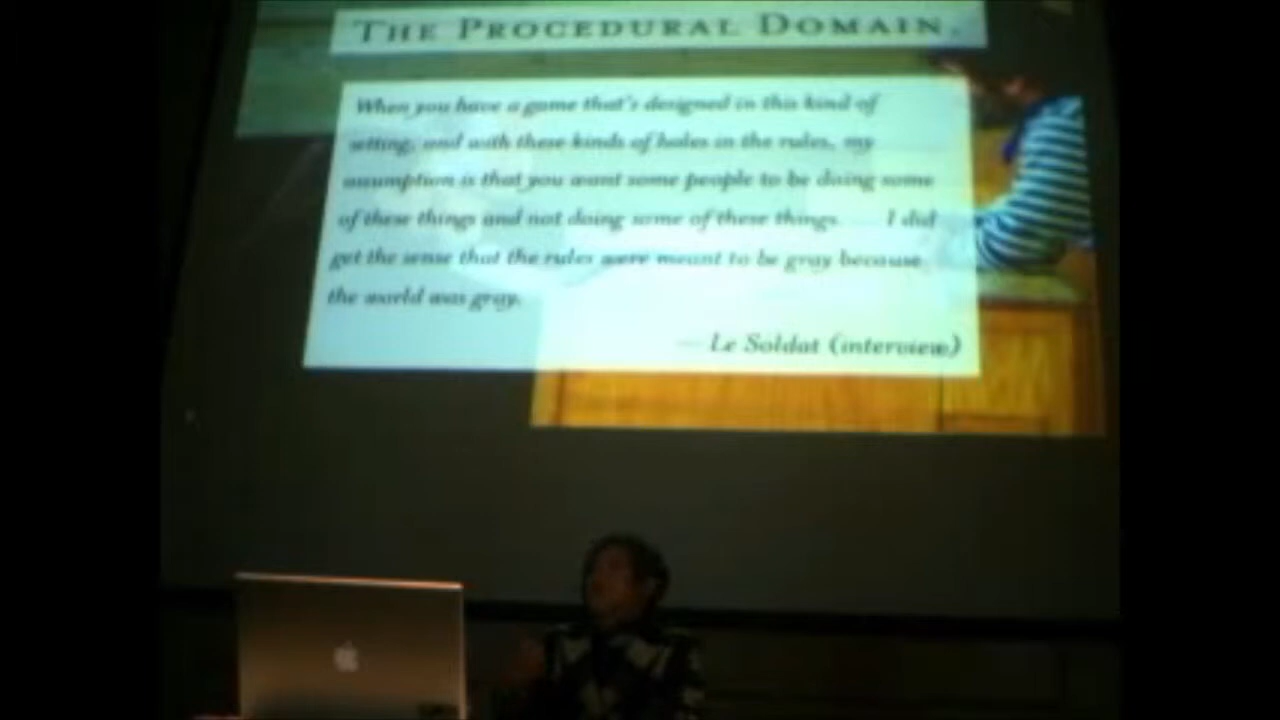 THE PROCEDURAL DOMAIN.
When you have a game that's designed in this kind of
setting, and with these kinds of holes in the rules, my
assumption is that you want some people to be doing some
of these things and not doing some of these things. I did
get the sense that the rules were meant to be gray because
the world was gray.
— Le Soldat (interview)